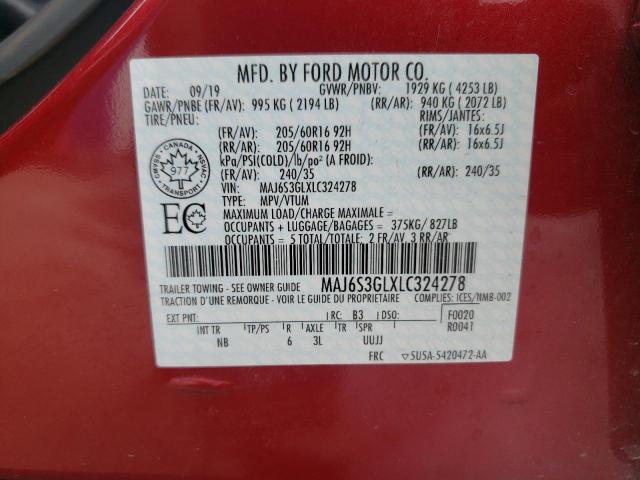 MFD. BY FORD MOTOR CO.
DATE: 09/19 GVWR/PNBV: 1929 KG ( 4253 LB)
GAWR/PNBE (FR/AV): 995 KG ( 2194 LB) (RR/AR): 940 KG ( 2072 LB)
TIRE/PNEU: RIMS/JANTES:
(FR/AV): 205/60R16 92H (FR/AV): 16x6.5J
(RR/AR): 205/60R16 92H (RR/AR): 16x6.5J
kPa/PSI(COLD)/lb/po² (A FROID):
(FR/AV): 240/35 (RR/AR): 240/35
VIN: MAJ6S3GLXLC324278
TYPE: MPV/VTUM
MAXIMUM LOAD/CHARGE MAXIMALE =
OCCUPANTS + LUGGAGE/BAGAGES = 375KG/ 827LB
OCCUPANTS = 5 TOTAL/TOTALE: 2 FR/AV, 3 RR/AR
CANADA
977
NSVAC
EC
MAJ6S3GLXLC324278
TRAILER TOWING - SEE OWNER GUIDE
TRACTION D'UNE REMORQUE - VOIR LE GUIDE DU PROPRIETAIRE COMPLIES: ICES/NMB-002
EXT PNT: RC: B3 DSO: F0020
R0041
INT TR TP/PS R AXLE TR SPR
NB 6 3L UUJJ
FRC 5U5A-5420472-AA